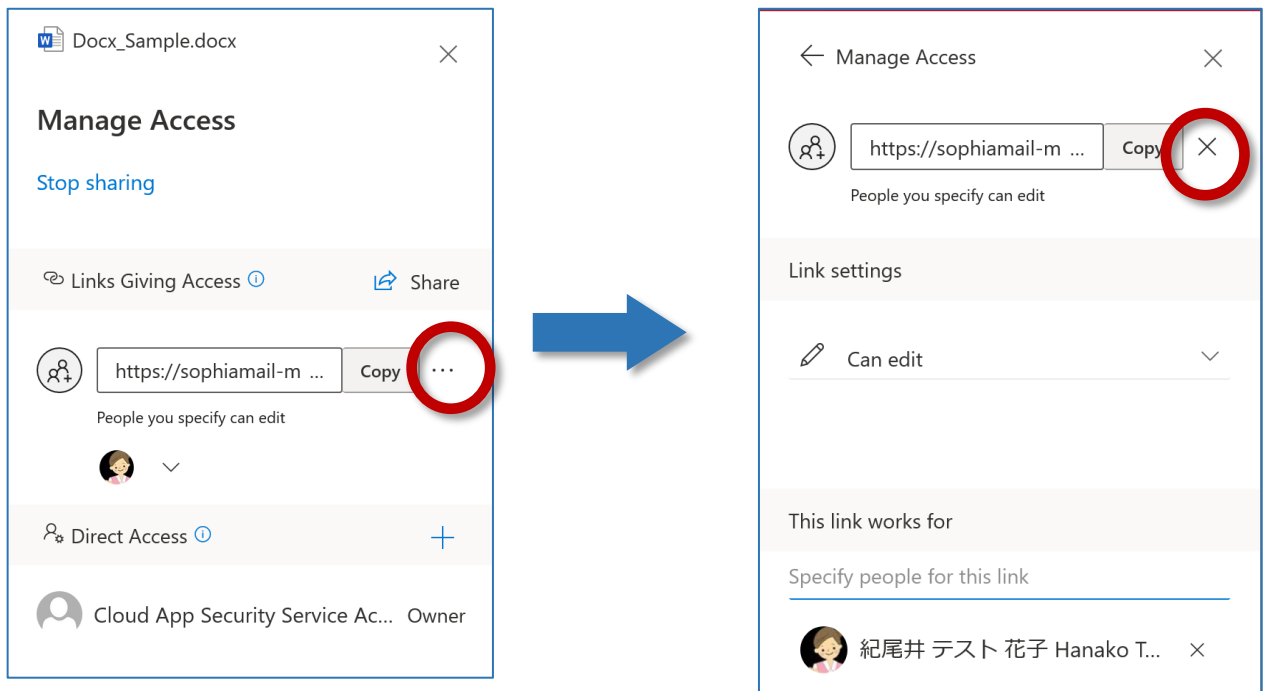 Docx_Sample.docx
Manage Access
Stop sharing
Links Giving Access
Share
https://sophiamail-m ...
Copy
...
People you specify can edit
Direct Access
Cloud App Security Service Ac... Owner
Manage Access
https://sophiamail-m ...
Copy
People you specify can edit
Link settings
Can edit
This link works for
Specify people for this link
紀尾井 テスト 花子 Hanako T...